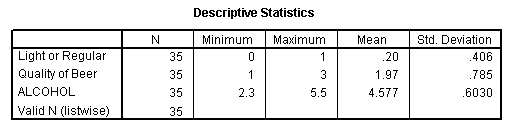 Descriptive Statistics
N Minimum Maximum Mean Std. Deviation
Light or Regular 35 0 1 .20 .406
Quality of Beer 35 1 3 1.97 .785
ALCOHOL 35 2.3 5.5 4.577 .6030
Valid N (listwise) 35